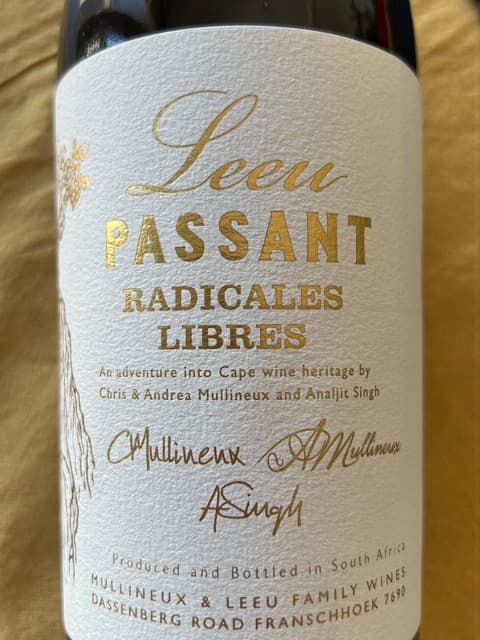 Leeu
PASSANT
RADICALES
LIBRES
An adventure into Cape wine heritage by
Chris & Andrea Mullineux and Analjit Singh
CMullineux AMullineux
ASingh
Produced and Bottled in South Africa
MULLINEUX & LEEU FAMILY WINES
DASSENBERG ROAD FRANSCHHOEK 7690